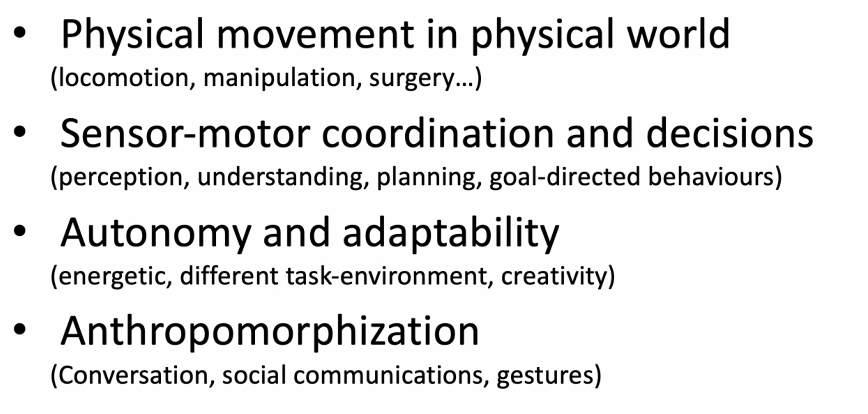 • Physical movement in physical world
(locomotion, manipulation, surgery…)
• Sensor-motor coordination and decisions
(perception, understanding, planning, goal-directed behaviours)
• Autonomy and adaptability
(energetic, different task-environment, creativity)
• Anthropomorphization
(Conversation, social communications, gestures)